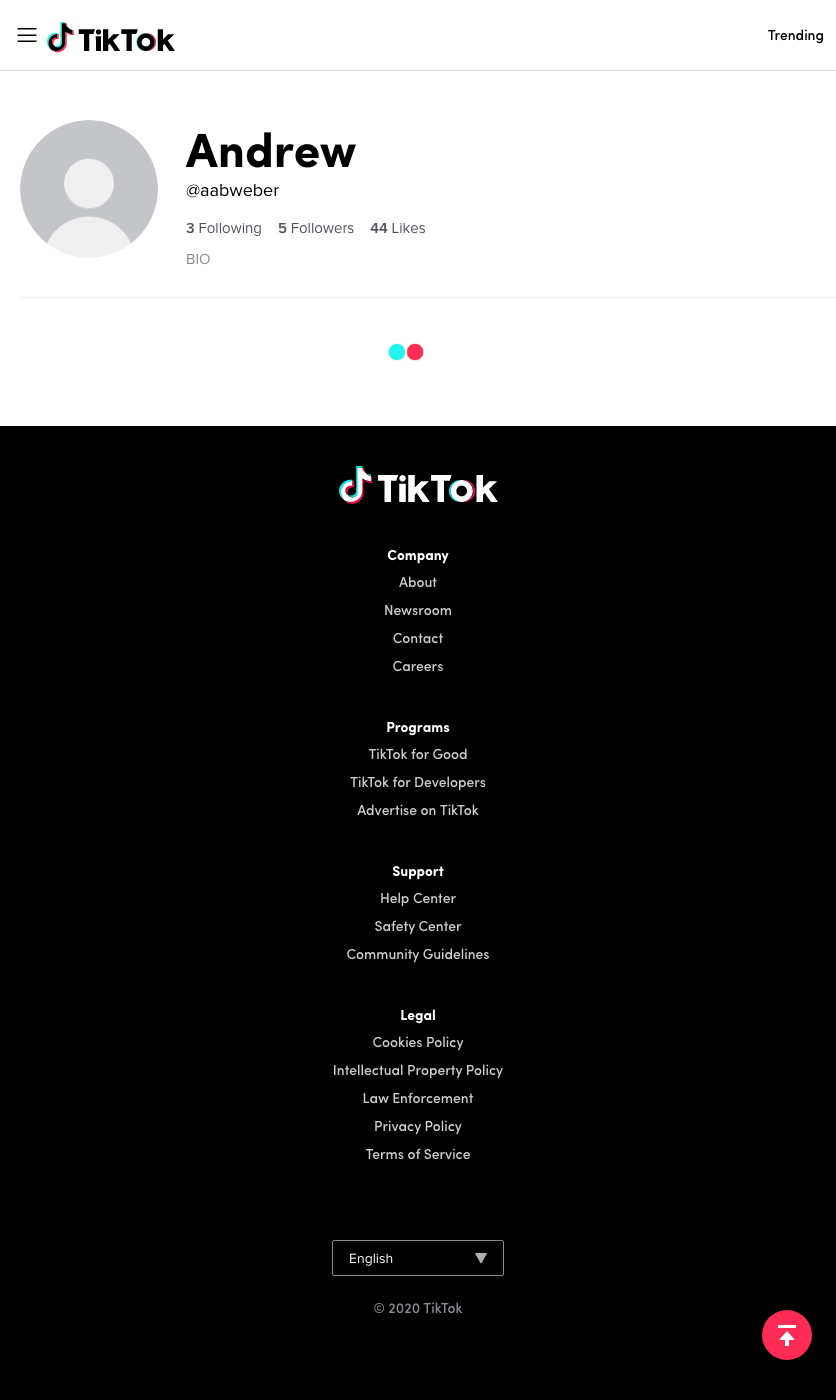 TikTok
Trending
Andrew
@aabweber
3 Following 5 Followers 44 Likes
BIO
TikTok
Company
About
Newsroom
Contact
Careers
Programs
TikTok for Good
TikTok for Developers
Advertise on TikTok
Support
Help Center
Safety Center
Community Guidelines
Legal
Cookies Policy
Intellectual Property Policy
Law Enforcement
Privacy Policy
Terms of Service
English
© 2020 TikTok